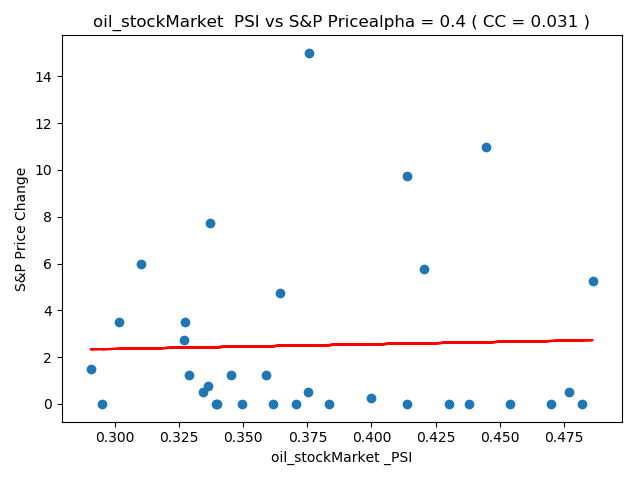 oil_stockMarket  PSI vs S&P Pricealpha = 0.4 ( CC = 0.031 )
S&P Price Change
14
12
10
8
6
4
2
0
0.300 0.325 0.350 0.375 0.400 0.425 0.450 0.475
oil_stockMarket _PSI